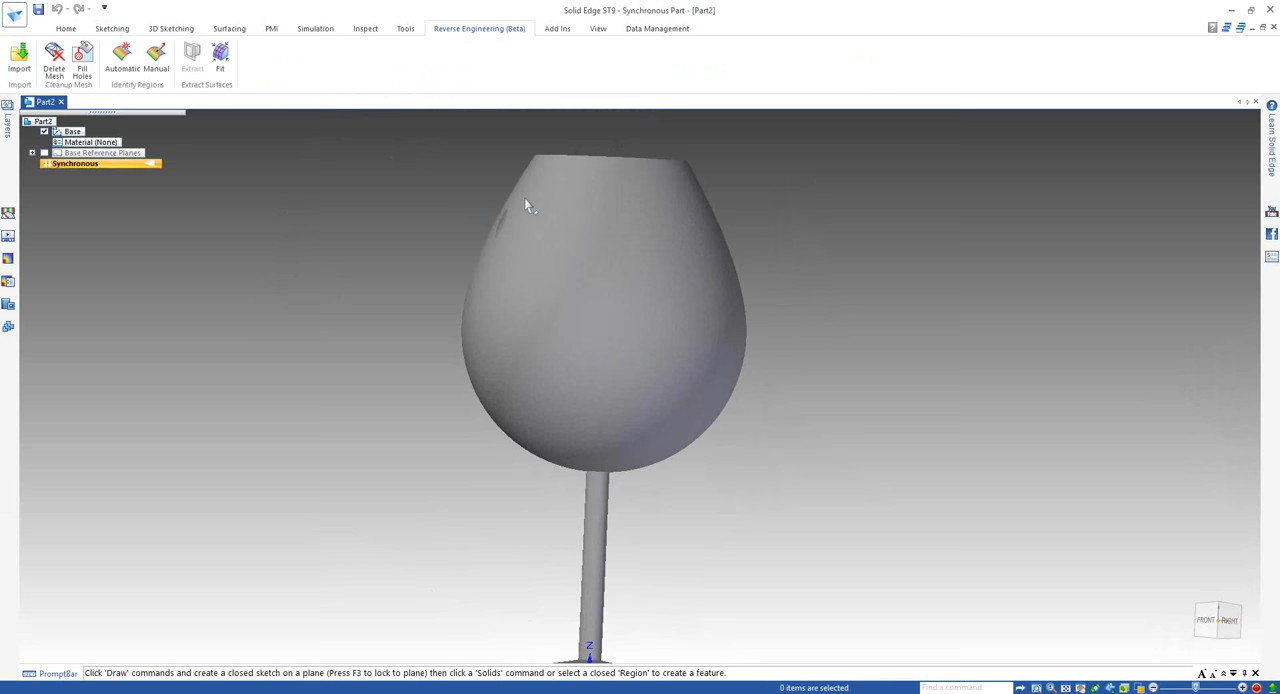 Solid Edge ST9 - Synchronous Part - [Part2]
Home Sketching 3D Sketching Surfacing PMI Simulation Inspect Tools Reverse Engineering (Beta) Add Ins View Data Management
Import Delete Mesh Fill Holes Automatic Manual Extract Fit
Import Cleanup Mesh Identify Regions Extract Surfaces
Part2
Layers
Learn Solid Edge
Part2
Base
Material (None)
Base Reference Planes
Synchronous
FRONT RIGHT
Z
PromptBar Click 'Draw' commands and create a closed sketch on a plane (Press F3 to lock to plane) then click a 'Solids' command or select a closed 'Region' to create a feature.
0 items are selected Find a command